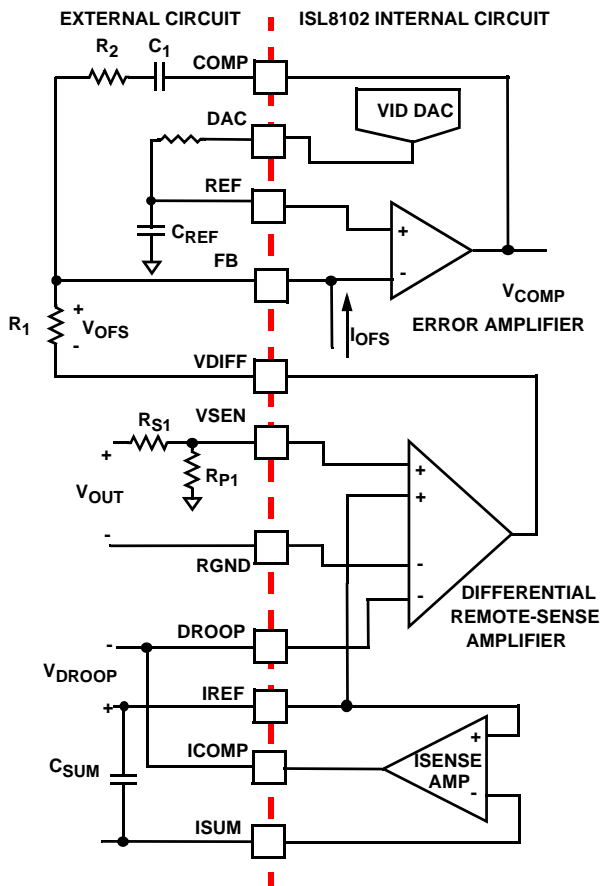 EXTERNAL CIRCUIT
ISL8102 INTERNAL CIRCUIT
R2
C1
COMP
VID DAC
DAC
REF
+
CREF
-
FB
VCOMP
R1
+
VOFS
-
IOFS
ERROR AMPLIFIER
VDIFF
RS1
VSEN
+
+
RP1
+
VOUT
-
-
RGND
-
DIFFERENTIAL
REMOTE-SENSE
AMPLIFIER
-
DROOP
VDROOP
+
IREF
+
ICOMP
ISENSE
AMP
CSUM
-
ISUM